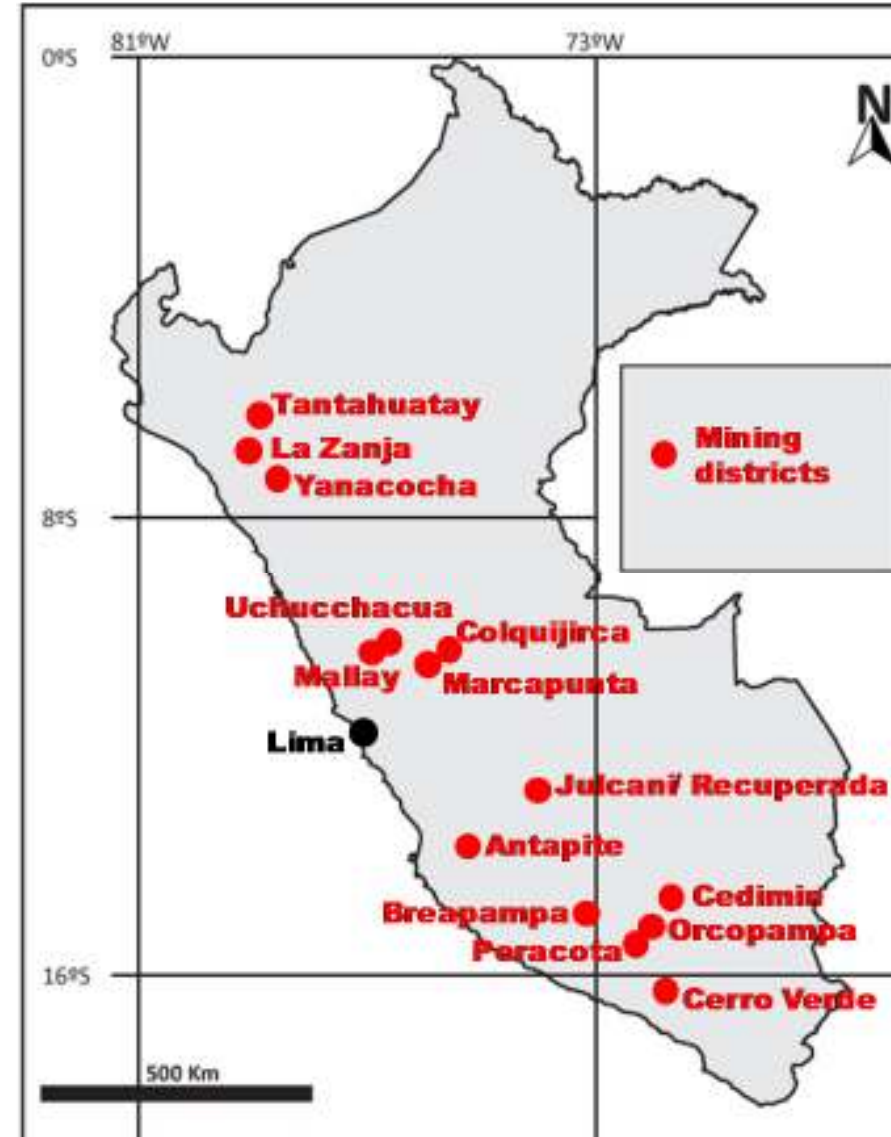 81ºW
73ºW
0ºS
N
Tantahuatay
La Zanja
Yanacocha
Mining
districts
8ºS
Uchucchacua
Colquijirca
Mallay
Marcapunta
Lima
Julcani/ Recuperada
Antapite
Cedimin
Breapampa
Orcopampa
Poracota
16ºS
Cerro Verde
500 Km